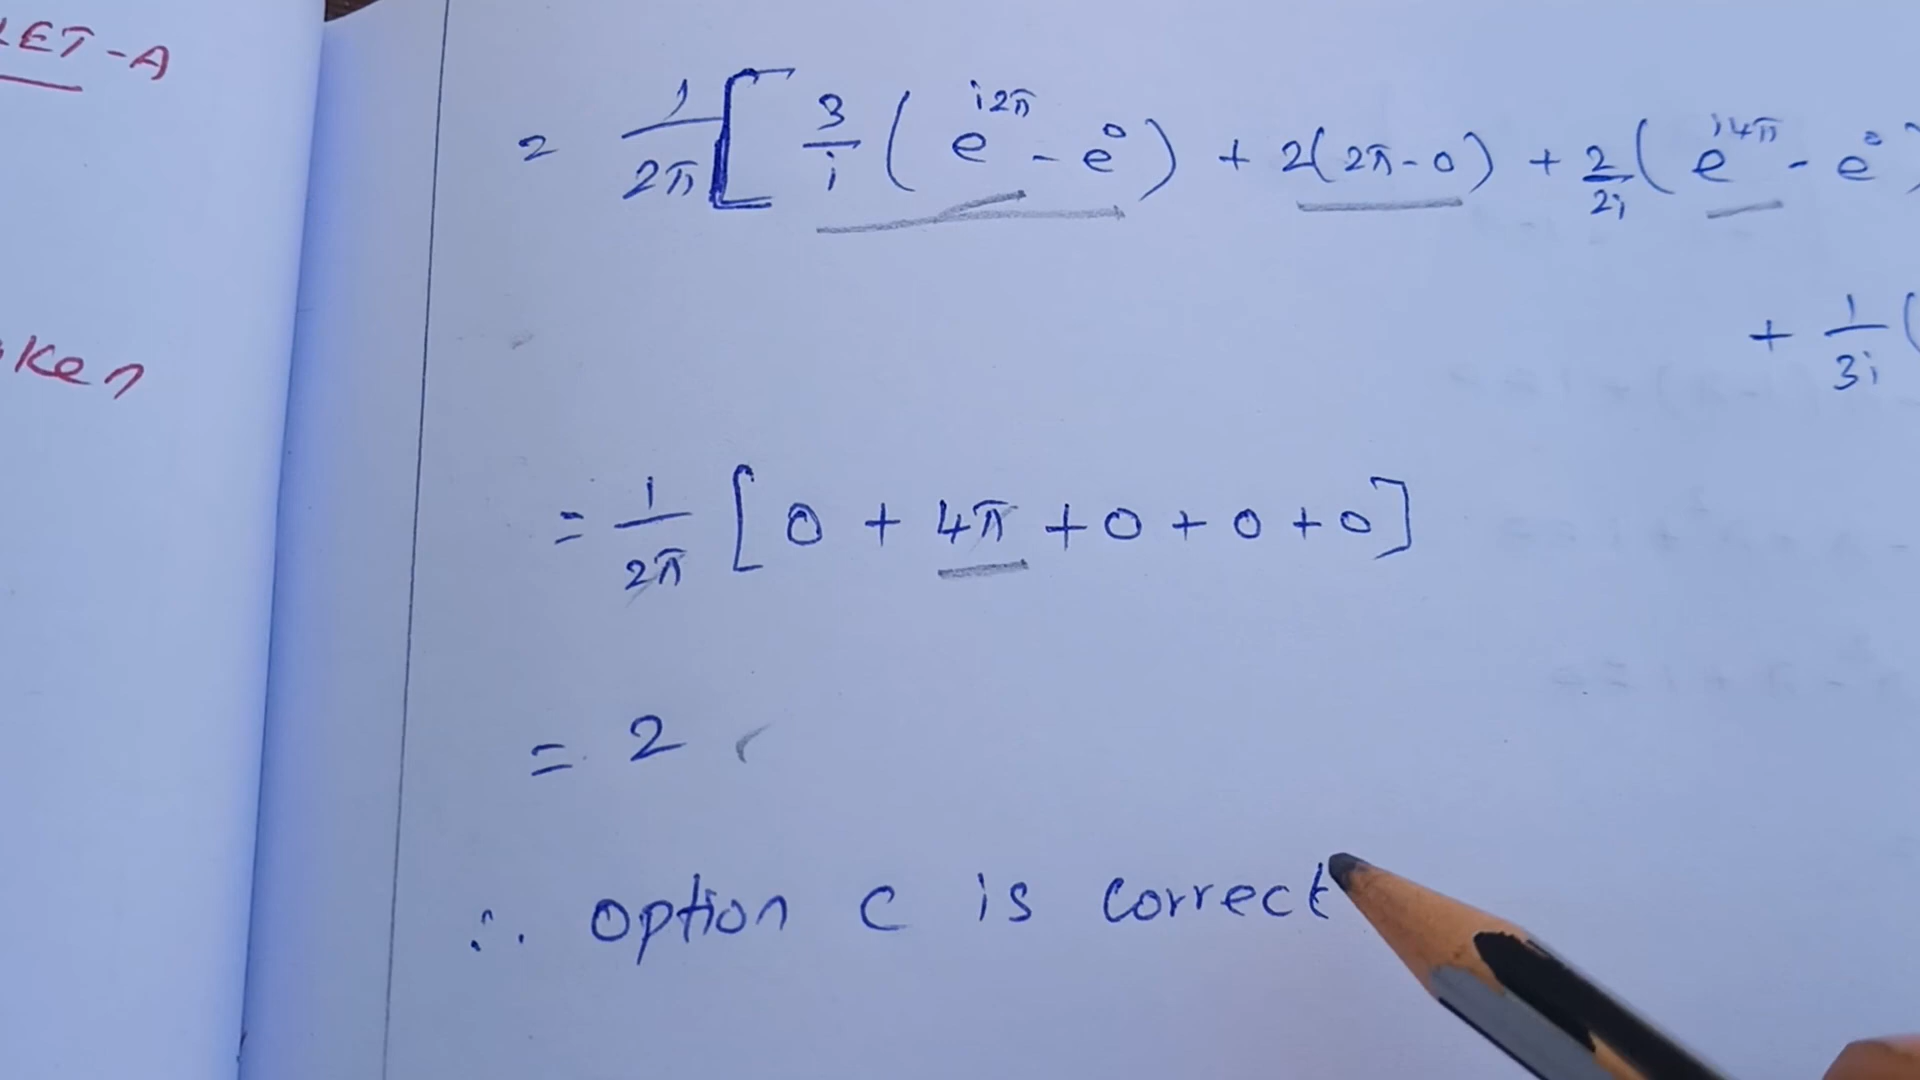 LET-A
ken
= 1/2π [ 3/i ( e^i2π - e^0 ) + 2(2π-0) + 2/2i ( e^i4π - e^0
+ 1/3i (
= 1/2π [ 0 + 4π + 0 + 0 + 0 ]
= 2
∴ option C is correct